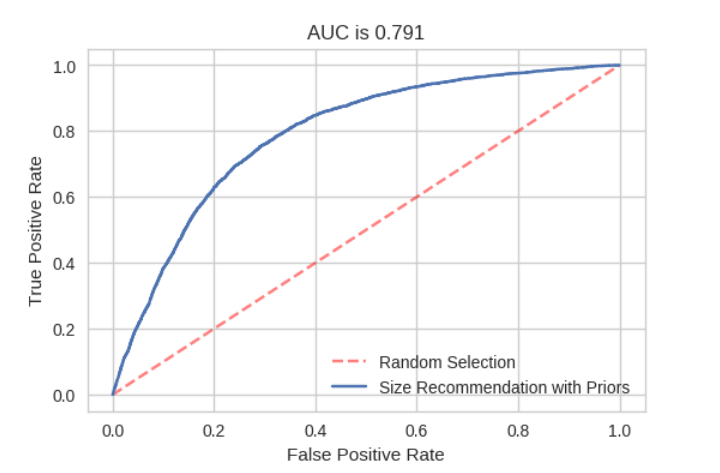 AUC is 0.791
True Positive Rate
1.0
0.8
0.6
0.4
0.2
0.0
Random Selection
Size Recommendation with Priors
0.0 0.2 0.4 0.6 0.8 1.0
False Positive Rate